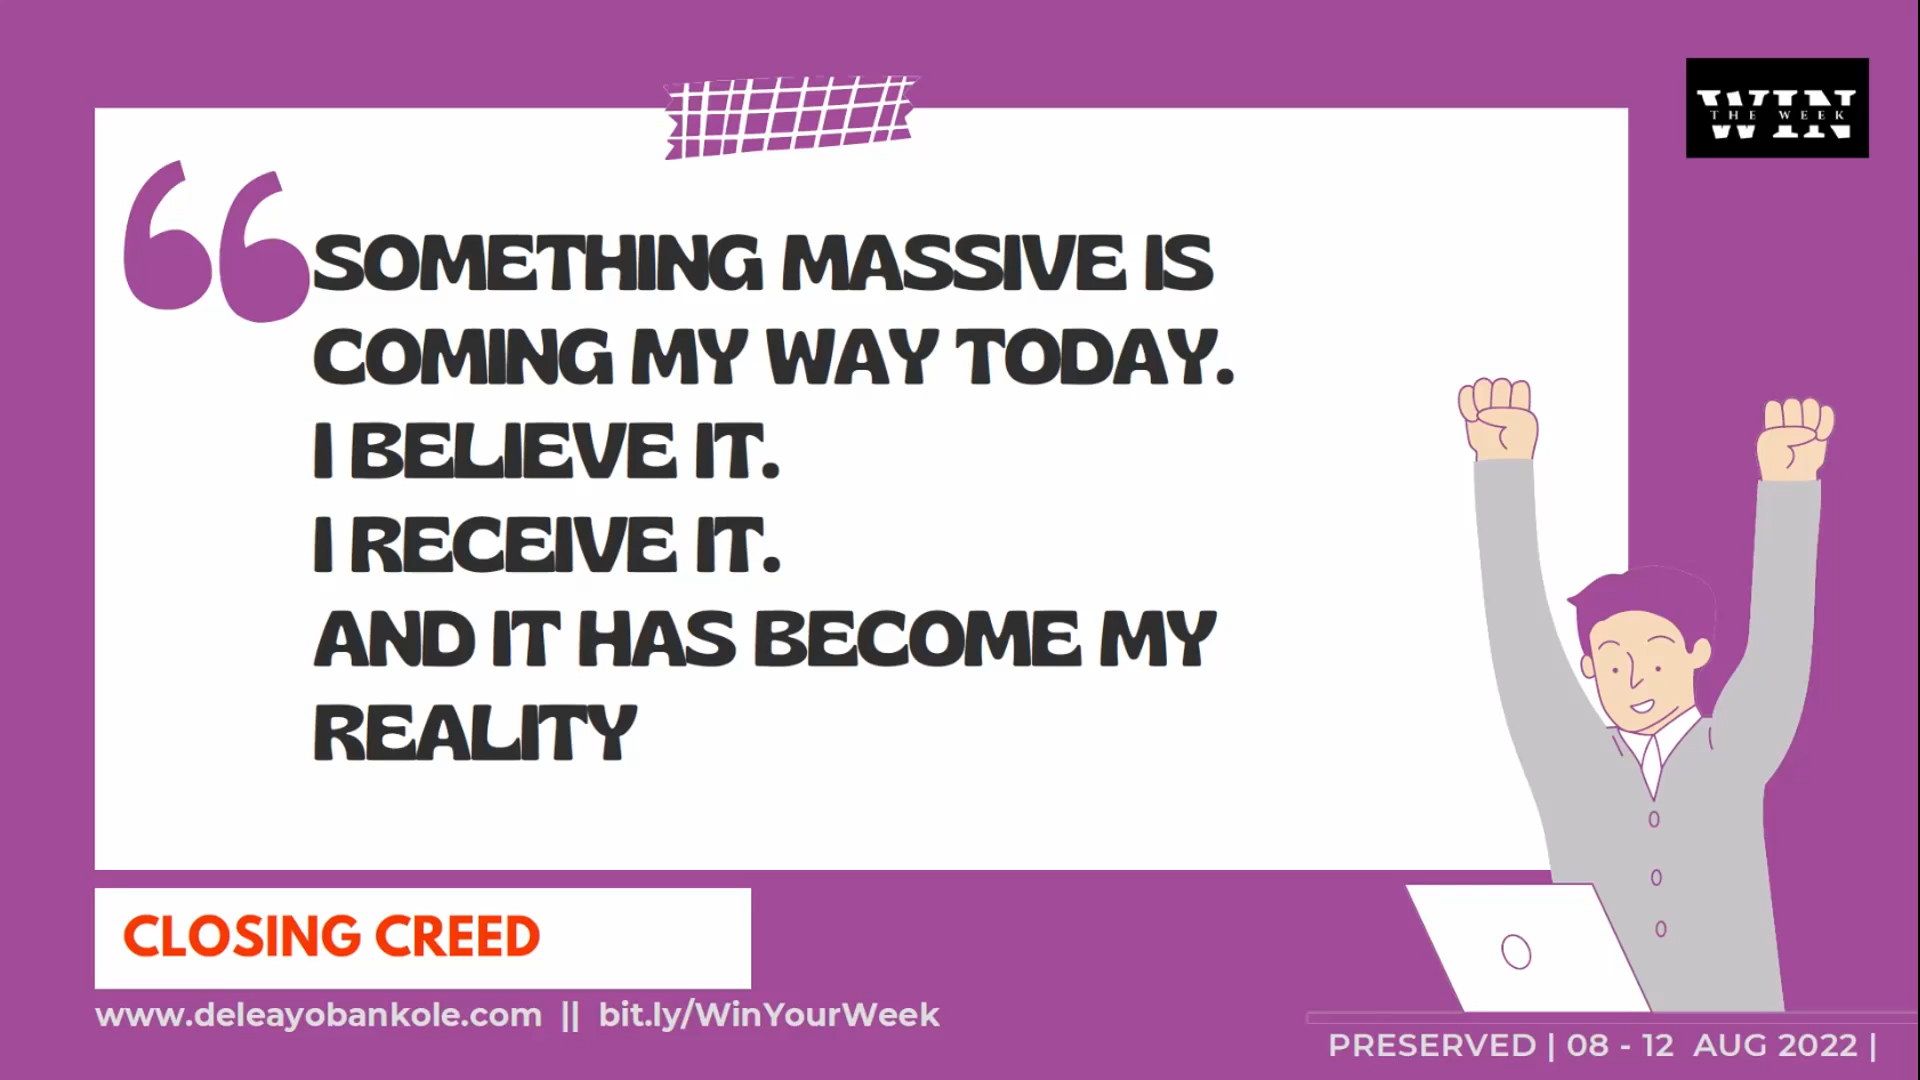 WIN
THE WEEK
SOMETHING MASSIVE IS
COMING MY WAY TODAY.
I BELIEVE IT.
I RECEIVE IT.
AND IT HAS BECOME MY
REALITY
CLOSING CREED
www.deleayobankole.com || bit.ly/WinYourWeek
PRESERVED | 08 - 12 AUG 2022 |